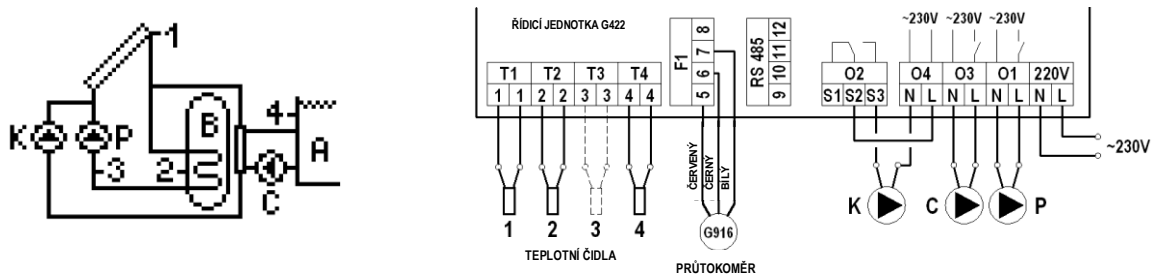 1
K P B 4 A
3 2
C
ŘÍDICÍ JEDNOTKA G422
T1 T2 T3 T4
1 1 2 2 3 3 4 4
F1
8
7
6
5
RS 485
12
11
10
9
~230V ~230V ~230V
O2 O4 O3 O1 220V
S1 S2 S3 N L N L N L N L
~230V
ČERVENÝ
ČERNÝ
BÍLÝ
1 2 3 4
TEPLOTNÍ ČIDLA
G916
PRŮTOKOMĚR
K C P